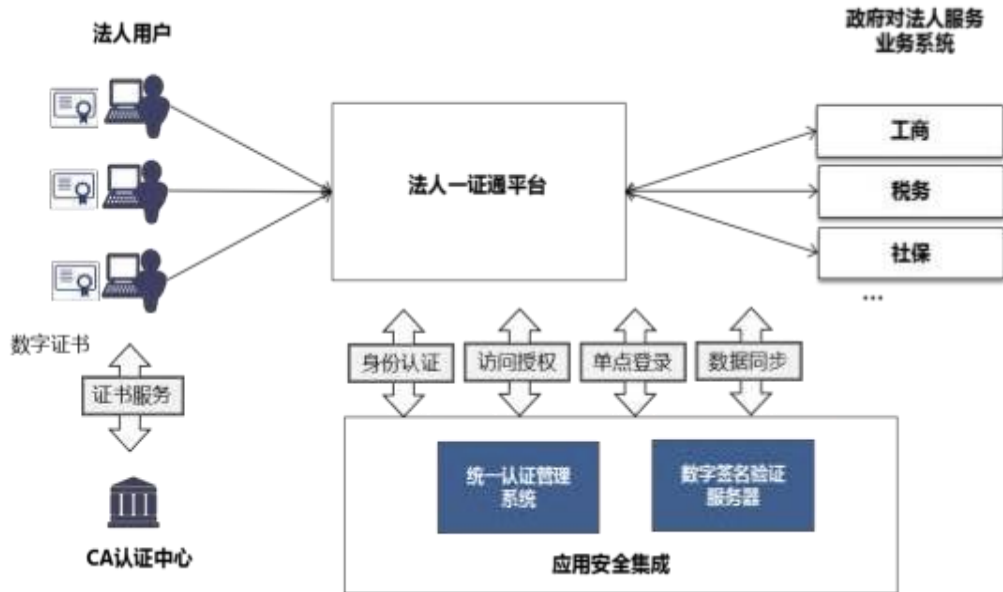 法人用户
政府对法人服务
业务系统
法人一证通平台
工商
税务
社保
...
数字证书
证书服务
CA认证中心
身份认证
访问授权
单点登录
数据同步
统一认证管理
系统
数字签名验证
服务器
应用安全集成